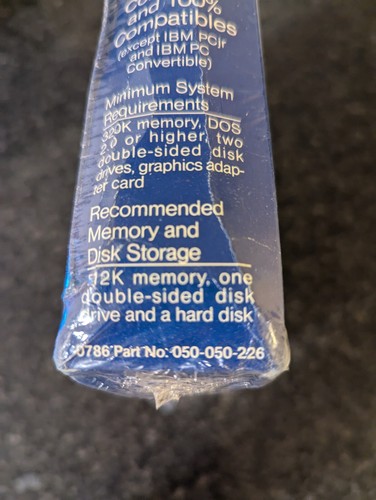 and 100%
Compatibles
(except IBM PCjr
and IBM PC
Convertible)
Minimum System
Requirements
320K memory, DOS
2.0 or higher, two
double-sided disk
drives, graphics adap-
ter card
Recommended
Memory and
Disk Storage
12K memory, one
double-sided disk
drive and a hard disk
0786 Part No: 050-050-226